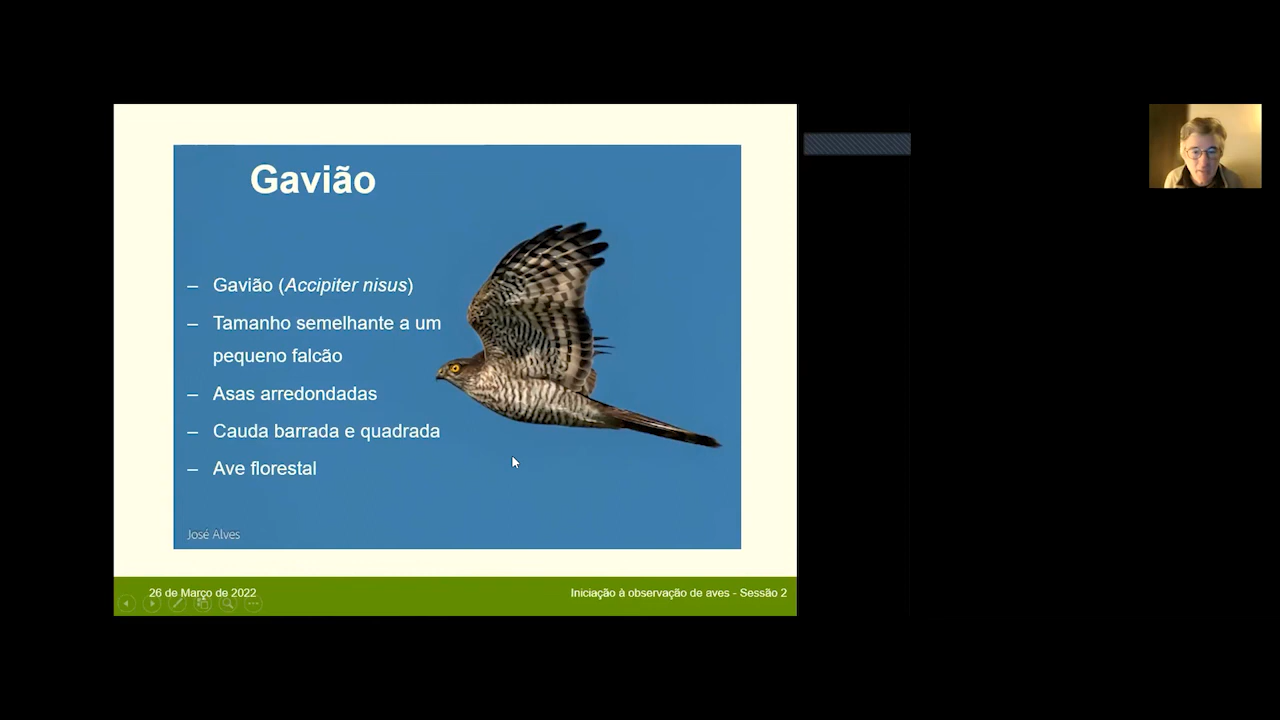 Gavião
– Gavião (Accipiter nisus)
– Tamanho semelhante a um
pequeno falcão
– Asas arredondadas
– Cauda barrada e quadrada
– Ave florestal
José Alves
26 de Março de 2022
Iniciação à observação de aves - Sessão 2